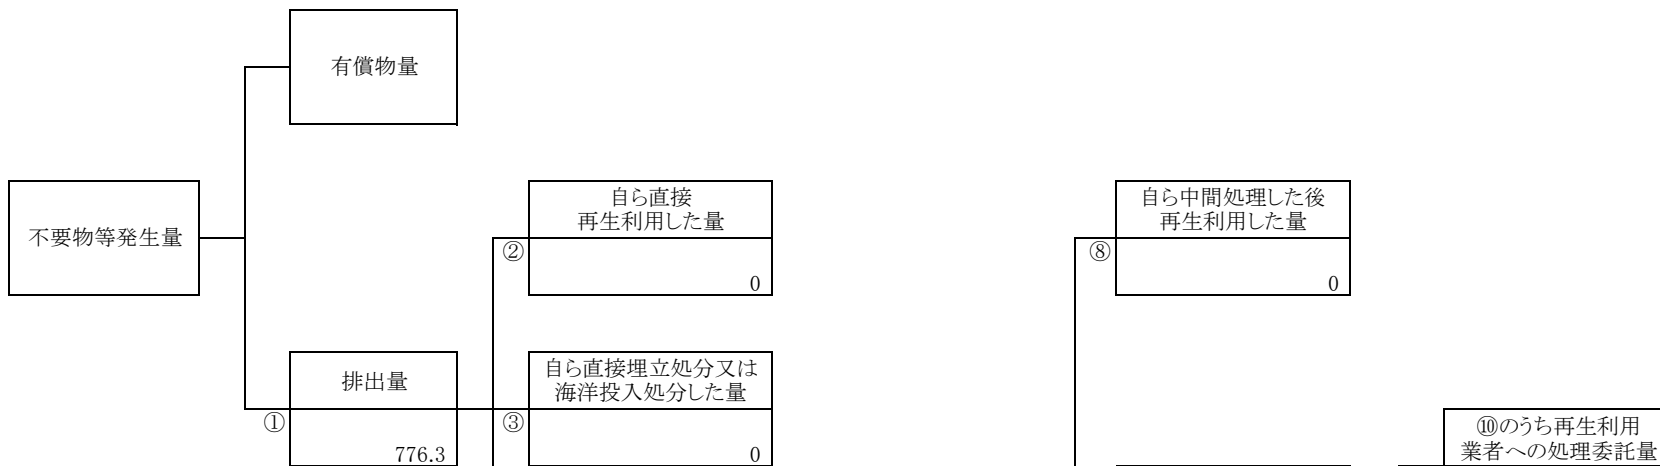 有償物量
不要物等発生量
自ら直接
再生利用した量
②
0
自ら中間処理した後
再生利用した量
⑧
0
排出量
①
776.3
自ら直接埋立処分又は
海洋投入処分した量
③
0
⑩のうち再生利用
業者への処理委託量